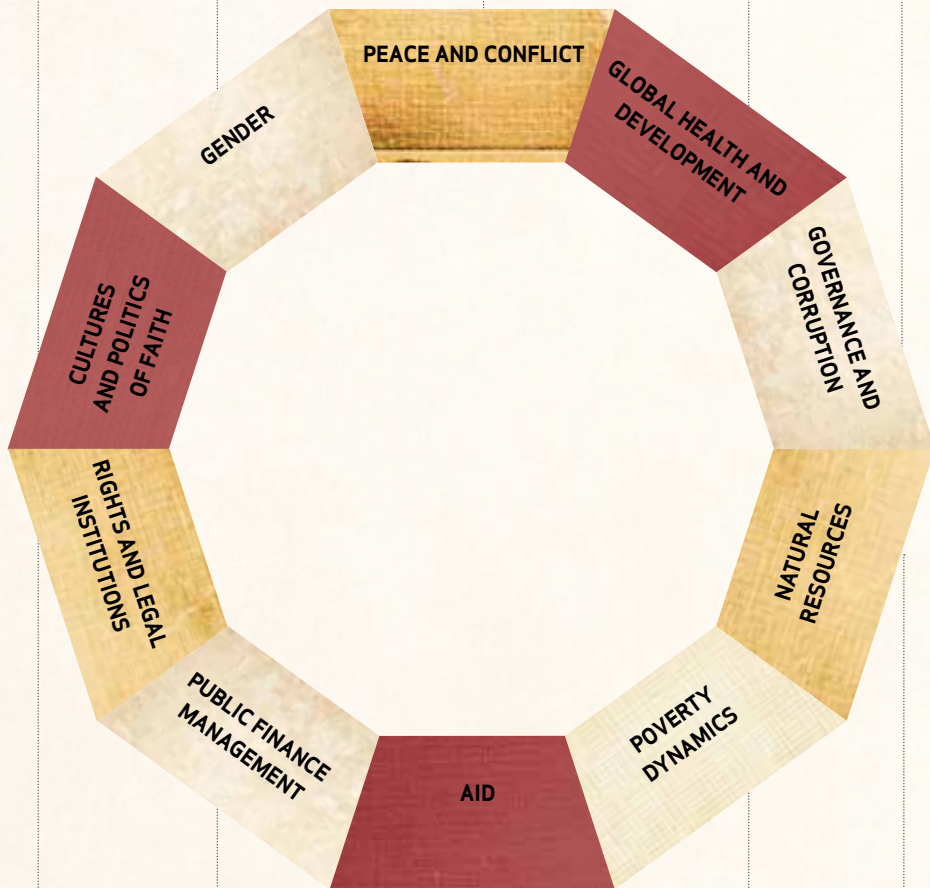 PEACE AND CONFLICT
GLOBAL HEALTH AND
DEVELOPMENT
GOVERNANCE AND
CORRUPTION
NATURAL
RESOURCES
POVERTY
DYNAMICS
AID
PUBLIC FINANCE
MANAGEMENT
RIGHTS AND LEGAL
INSTITUTIONS
CULTURES
AND POLITICS
OF FAITH
GENDER